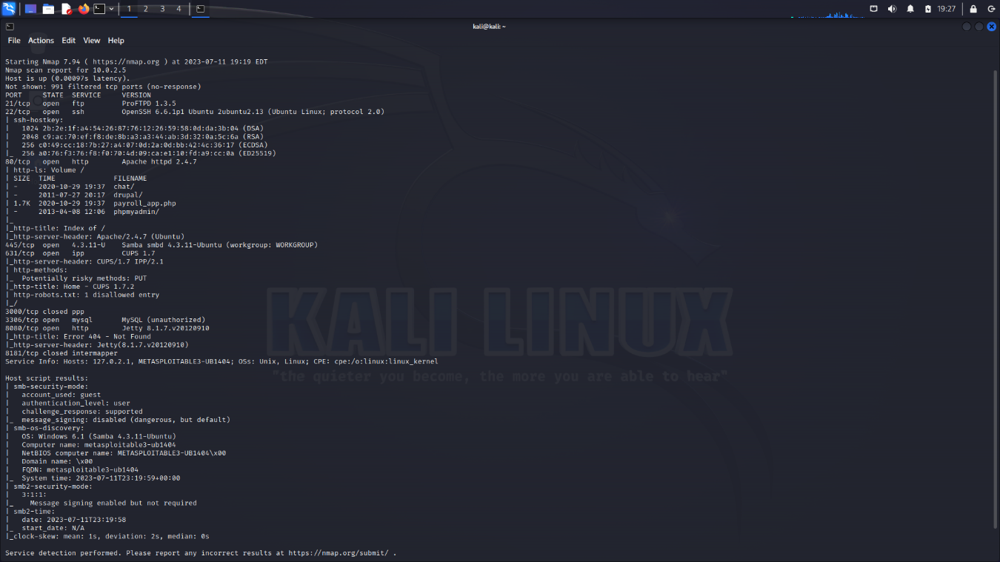 1 2 3 4 19:27
kali@kali: ~
File Actions Edit View Help
Starting Nmap 7.94 ( https://nmap.org ) at 2023-07-11 19:19 EDT
Nmap scan report for 10.0.2.5
Host is up (0.00097s latency).
Not shown: 991 filtered tcp ports (no-response)
PORT     STATE  SERVICE     VERSION
21/tcp   open   ftp         ProFTPD 1.3.5
22/tcp   open   ssh         OpenSSH 6.6.1p1 Ubuntu 2ubuntu2.13 (Ubuntu Linux; protocol 2.0)
| ssh-hostkey:
|   1024 2b:2e:1f:a4:54:26:87:76:12:26:59:58:0d:da:3b:04 (DSA)
|   2048 c9:ac:70:ef:f8:de:8b:a3:a3:44:ab:3d:32:0a:5c:6a (RSA)
|   256 c0:49:cc:18:7b:27:a4:07:0d:2a:0d:bb:42:4c:36:17 (ECDSA)
|_  256 a0:76:f3:76:f8:f0:70:4d:09:ca:e1:10:fd:a9:cc:0a (ED25519)
80/tcp   open   http        Apache httpd 2.4.7
| http-ls: Volume /
| SIZE  TIME              FILENAME
| -     2020-10-29 19:37  chat/
| -     2011-07-27 20:17  drupal/
| 1.7K  2020-10-29 19:37  payroll_app.php
| -     2013-04-08 12:06  phpmyadmin/
|_
|_http-title: Index of /
|_http-server-header: Apache/2.4.7 (Ubuntu)
445/tcp  open   4.3.11-U    Samba smbd 4.3.11-Ubuntu (workgroup: WORKGROUP)
631/tcp  open   ipp         CUPS 1.7
|_http-server-header: CUPS/1.7 IPP/2.1
| http-methods:
|_  Potentially risky methods: PUT
|_http-title: Home - CUPS 1.7.2
| http-robots.txt: 1 disallowed entry
|_/
3000/tcp closed ppp
3306/tcp open   mysql       MySQL (unauthorized)
8080/tcp open   http        Jetty 8.1.7.v20120910
|_http-title: Error 404 - Not Found
|_http-server-header: Jetty(8.1.7.v20120910)
8181/tcp closed intermapper
Service Info: Hosts: 127.0.2.1, METASPLOITABLE3-UB1404; OSs: Unix, Linux; CPE: cpe:/o:linux:linux_kernel
KALI LINUX
"the quieter you become, the more you are able to hear"
Host script results:
| smb-security-mode:
|   account_used: guest
|   authentication_level: user
|   challenge_response: supported
|_  message_signing: disabled (dangerous, but default)
| smb-os-discovery:
|   OS: Windows 6.1 (Samba 4.3.11-Ubuntu)
|   Computer name: metasploitable3-ub1404
|   NetBIOS computer name: METASPLOITABLE3-UB1404\x00
|   Domain name: \x00
|   FQDN: metasploitable3-ub1404
|_  System time: 2023-07-11T23:19:59+00:00
| smb2-security-mode:
|   3:1:1:
|_    Message signing enabled but not required
| smb2-time:
|   date: 2023-07-11T23:19:58
|_  start_date: N/A
|_clock-skew: mean: 1s, deviation: 2s, median: 0s
Service detection performed. Please report any incorrect results at https://nmap.org/submit/ .